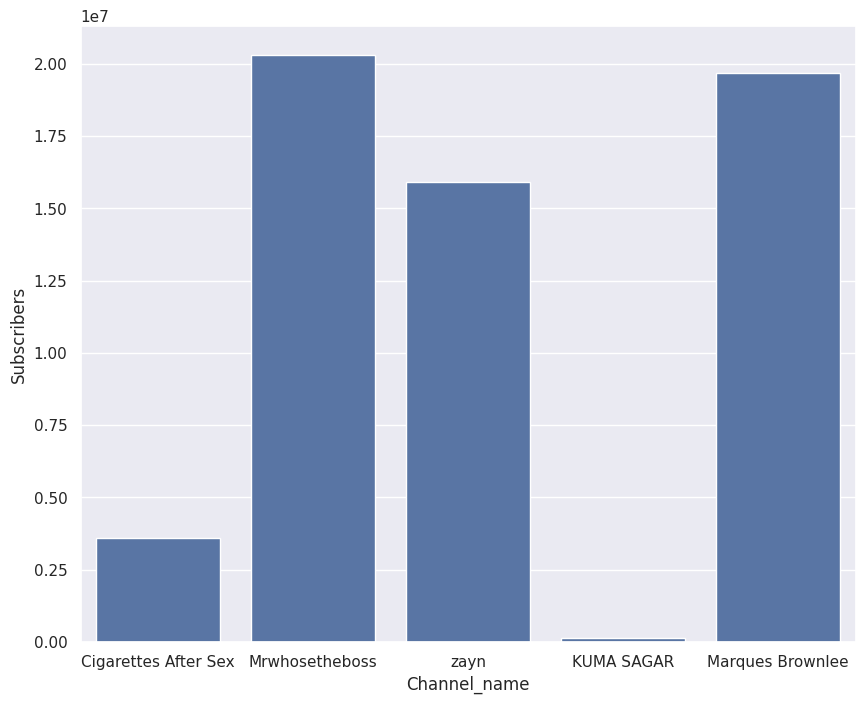 1e7
2.00
1.75
1.50
1.25
1.00
0.75
0.50
0.25
0.00
Subscribers
Cigarettes After Sex
Mrwhosetheboss
zayn
KUMA SAGAR
Marques Brownlee
Channel_name